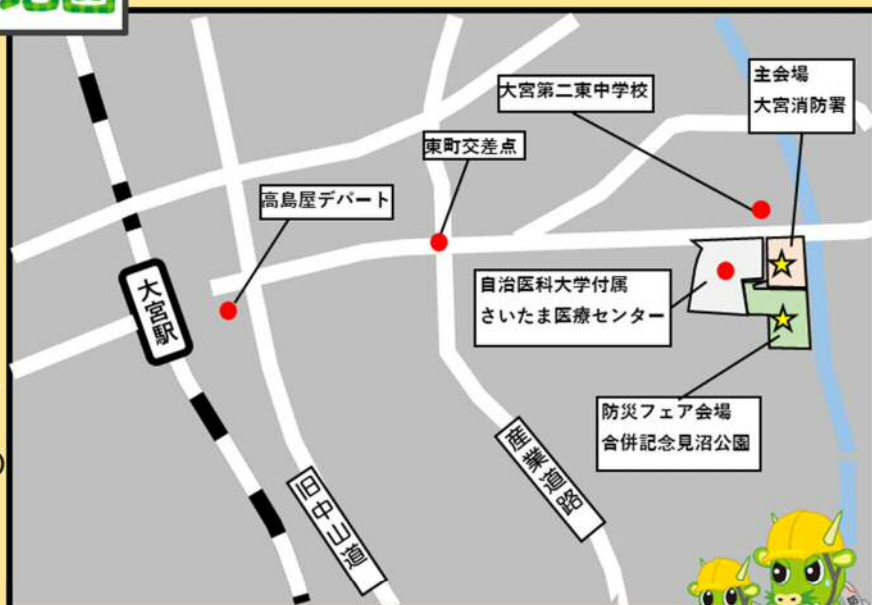 大宮第二東中学校
主会場
大宮消防署
東町交差点
高島屋デパート
大宮駅
自治医科大学付属
さいたま医療センター
防災フェア会場
合併記念見沼公園
産業道路
旧中山道